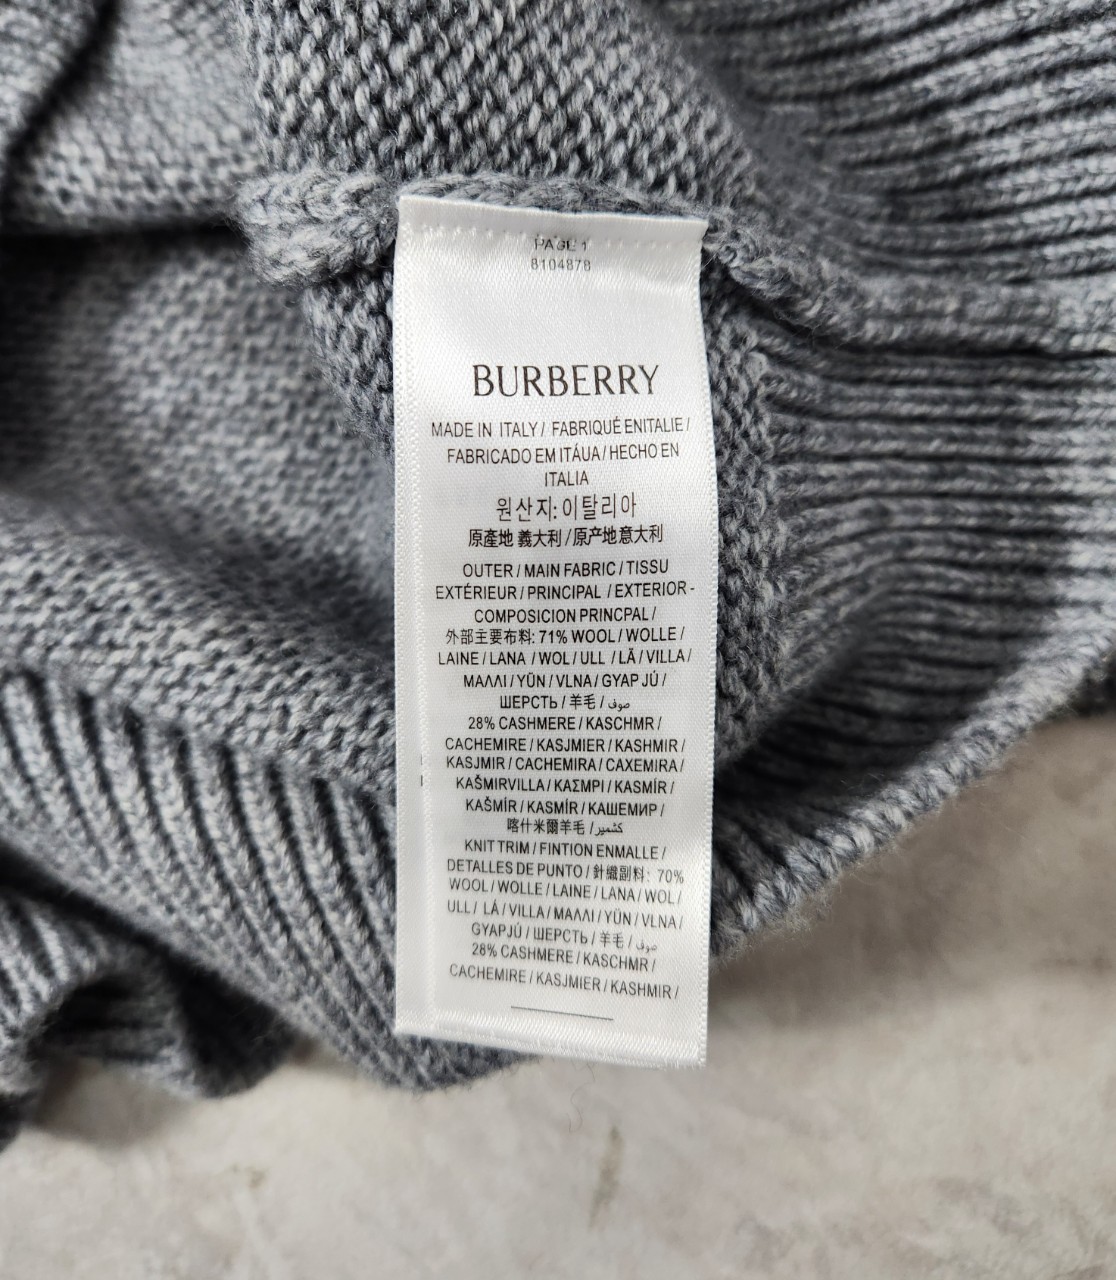 PAGE 1
8104878
BURBERRY
MADE IN ITALY / FABRIQUÉ ENITALIE /
FABRICADO EM ITÁUA / HECHO EN
ITALIA
원산지: 이탈리아
原產地 義大利 / 原产地意大利
OUTER / MAIN FABRIC / TISSU
EXTÉRIEUR / PRINCIPAL / EXTERIOR -
COMPOSICION PRINCPAL /
外部主要布料: 71% WOOL / WOLLE /
LAINE / LANA / WOL / ULL / LÃ / VILLA /
ΜΑΛΛΙ / YÜN / VLNA / GYAP JÚ /
ШЕРСТЬ / 羊毛 / صوف
28% CASHMERE / KASCHMR /
CACHEMIRE / KASJMIER / KASHMIR /
KASJMIR / CACHEMIRA / CAXEMIRA /
KAŠMIRVILLA / ΚΑΣΜΡΙ / KASMİR /
KAŠMÍR / KASMÍR / КАШЕМИР /
喀什米爾羊毛 / كشمير
KNIT TRIM / FINTION ENMALLE /
DETALLES DE PUNTO / 針織副料: 70%
WOOL / WOLLE / LAINE / LANA / WOL /
ULL / LÁ / VILLA / ΜΑΛΛΙ / YÜN / VLNA /
GYAPJÚ / ШЕРСТЬ / 羊毛 / صوف
28% CASHMERE / KASCHMR /
CACHEMIRE / KASJMIER / KASHMIR /